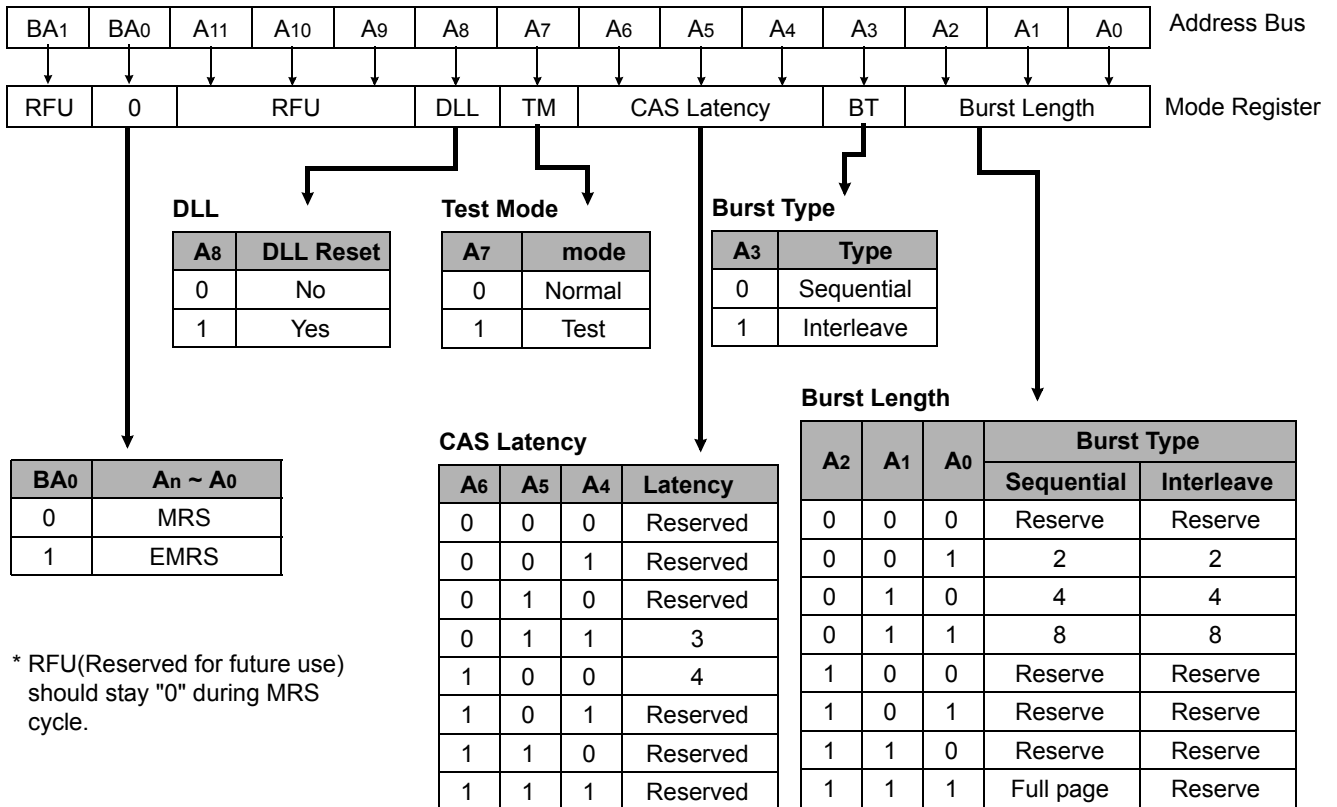 BA1 BA0 A11 A10 A9 A8 A7 A6 A5 A4 A3 A2 A1 A0 Address Bus
RFU 0 RFU DLL TM CAS Latency BT Burst Length Mode Register
DLL
A8 DLL Reset
0 No
1 Yes
Test Mode
A7 mode
0 Normal
1 Test
Burst Type
A3 Type
0 Sequential
1 Interleave
BA0 An ~ A0
0 MRS
1 EMRS
* RFU(Reserved for future use)
should stay "0" during MRS
cycle.
CAS Latency
A6 A5 A4 Latency
0 0 0 Reserved
0 0 1 Reserved
0 1 0 Reserved
0 1 1 3
1 0 0 4
1 0 1 Reserved
1 1 0 Reserved
1 1 1 Reserved
Burst Length
A2 A1 A0 Burst Type
Sequential Interleave
0 0 0 Reserve Reserve
0 0 1 2 2
0 1 0 4 4
0 1 1 8 8
1 0 0 Reserve Reserve
1 0 1 Reserve Reserve
1 1 0 Reserve Reserve
1 1 1 Full page Reserve